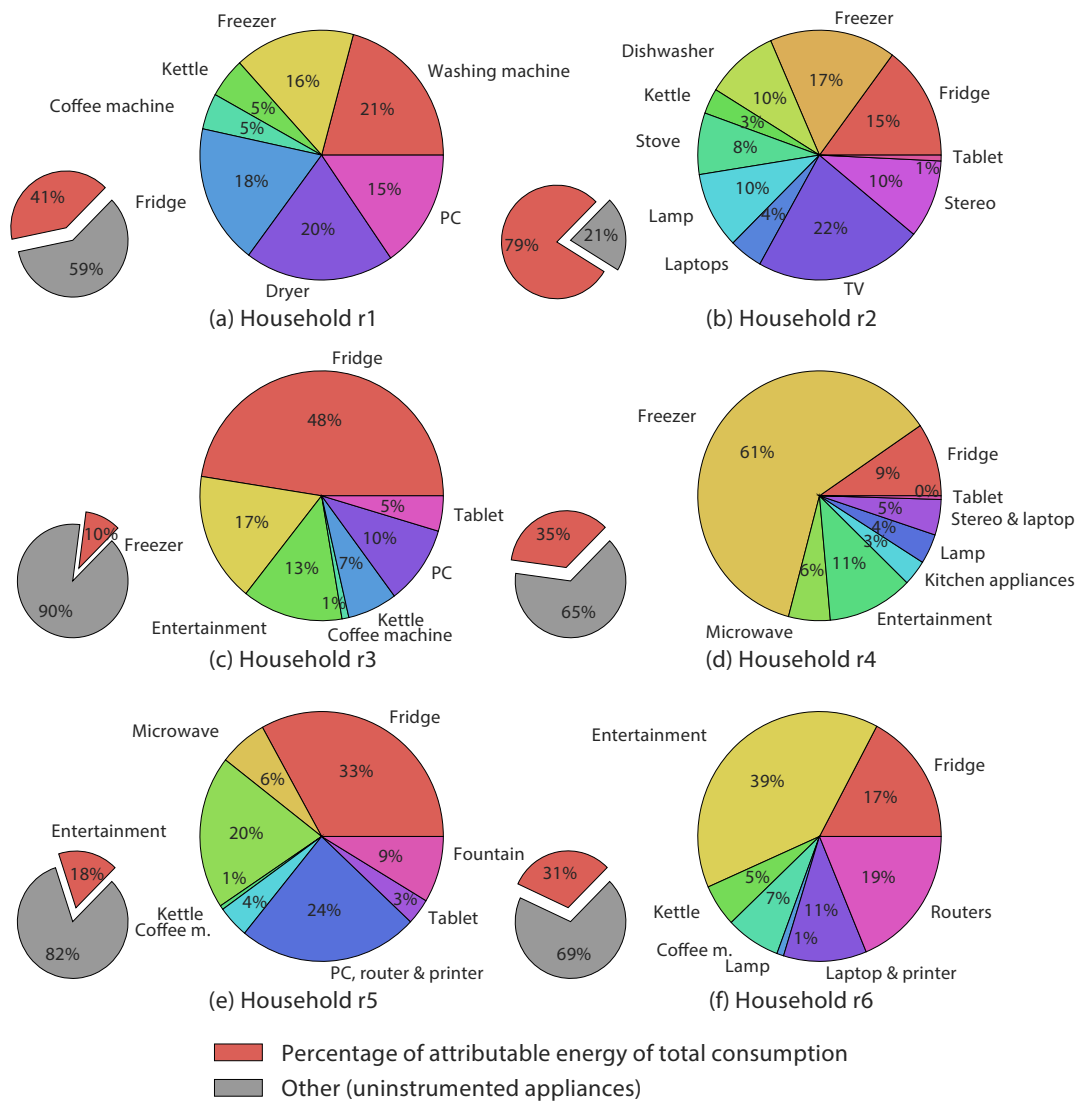 Freezer
Kettle
16%
Washing machine
Coffee machine
5%
21%
5%
41%
18%
15%
Fridge
PC
20%
59%
Dryer
(a) Household r1
Freezer
Dishwasher
17%
Fridge
Kettle
10%
15%
3%
Stove
8%
Tablet
1%
10%
10%
Lamp
4%
Stereo
79%
21%
22%
Laptops
TV
(b) Household r2
Fridge
48%
5%
Tablet
17%
10%
10%
Freezer
13%
7%
PC
1%
90%
Kettle
Entertainment
Coffee machine
(c) Household r3
Freezer
61%
Fridge
9%
0%
Tablet
5%
Stereo & laptop
4%
35%
3%
Lamp
6%
11%
Kitchen appliances
65%
Entertainment
Microwave
(d) Household r4
Fridge
Microwave
33%
6%
20%
Entertainment
9%
Fountain
18%
1%
4%
3%
24%
Kettle
Tablet
Coffee m.
82%
PC, router & printer
(e) Household r5
Entertainment
Fridge
39%
17%
31%
5%
19%
7%
Kettle
11%
Routers
1%
69%
Coffee m.
Lamp
Laptop & printer
(f) Household r6
Percentage of attributable energy of total consumption
Other (uninstrumented appliances)